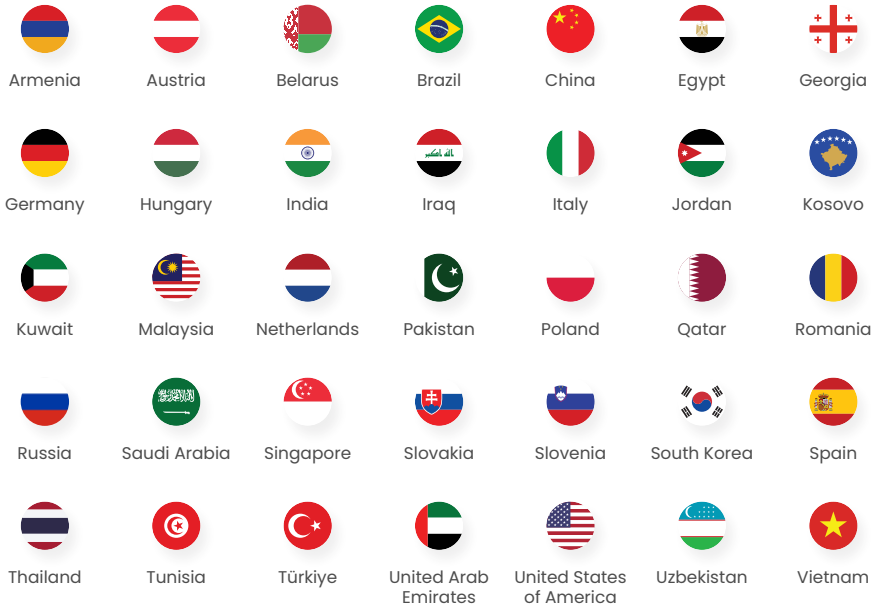 Armenia
Austria
Belarus
Brazil
China
Egypt
Georgia
Germany
Hungary
India
Iraq
Italy
Jordan
Kosovo
Kuwait
Malaysia
Netherlands
Pakistan
Poland
Qatar
Romania
Russia
Saudi Arabia
Singapore
Slovakia
Slovenia
South Korea
Spain
Thailand
Tunisia
Türkiye
United Arab
Emirates
United States
of America
Uzbekistan
Vietnam